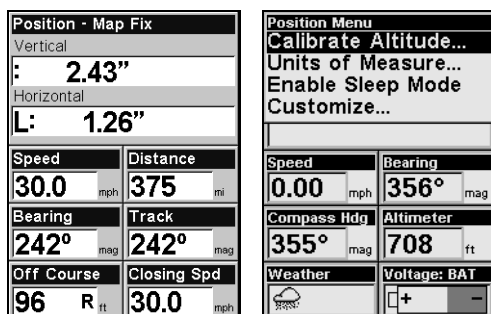 Position - Map Fix
Vertical
: 2.43”
Horizontal
L: 1.26”
Speed Distance
30.0 mph 375 mi
Bearing Track
242º mag 242º mag
Off Course Closing Spd
96 R ft 30.0 mph
Position Menu
Calibrate Altitude...
Units of Measure...
Enable Sleep Mode
Customize...
Speed Bearing
0.00 mph 356° mag
Compass Hdg Altimeter
355° mag 708 ft
Weather Voltage: BAT
+ -